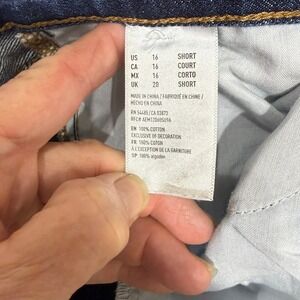 US 16 SHORT
CA 16 COURT
MX 16 CORTO
UK 20 SHORT
MADE IN CHINA / FABRIQUÉ EN CHINE /
HECHO EN CHINA
RN 54485 / CA 03873
EN 100% COTTON
EXCLUSIVE OF DECORATION
FR 100% COTON
À L'EXCEPTION DE LA GARNITURE
SP 100% algodón